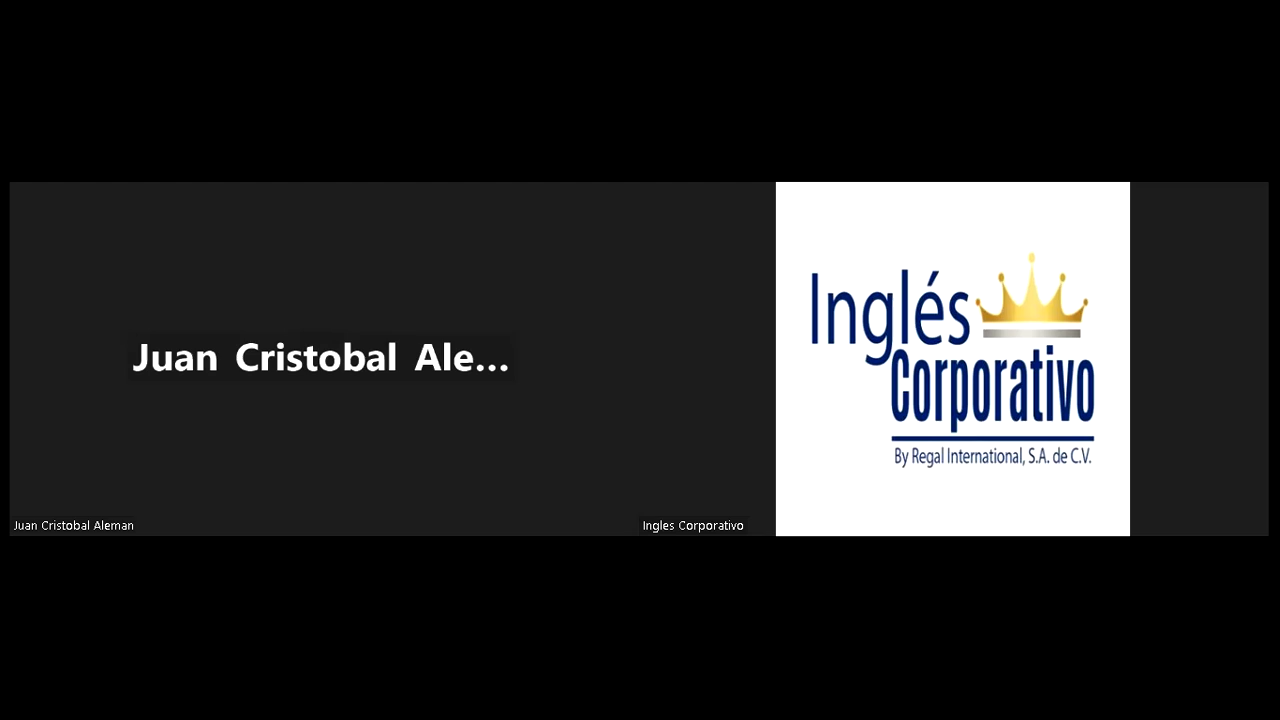 Juan Cristobal Ale...
Juan Cristobal Aleman
Ingles Corporativo
Inglés
Corporativo
By Regal International, S.A. de C.V.